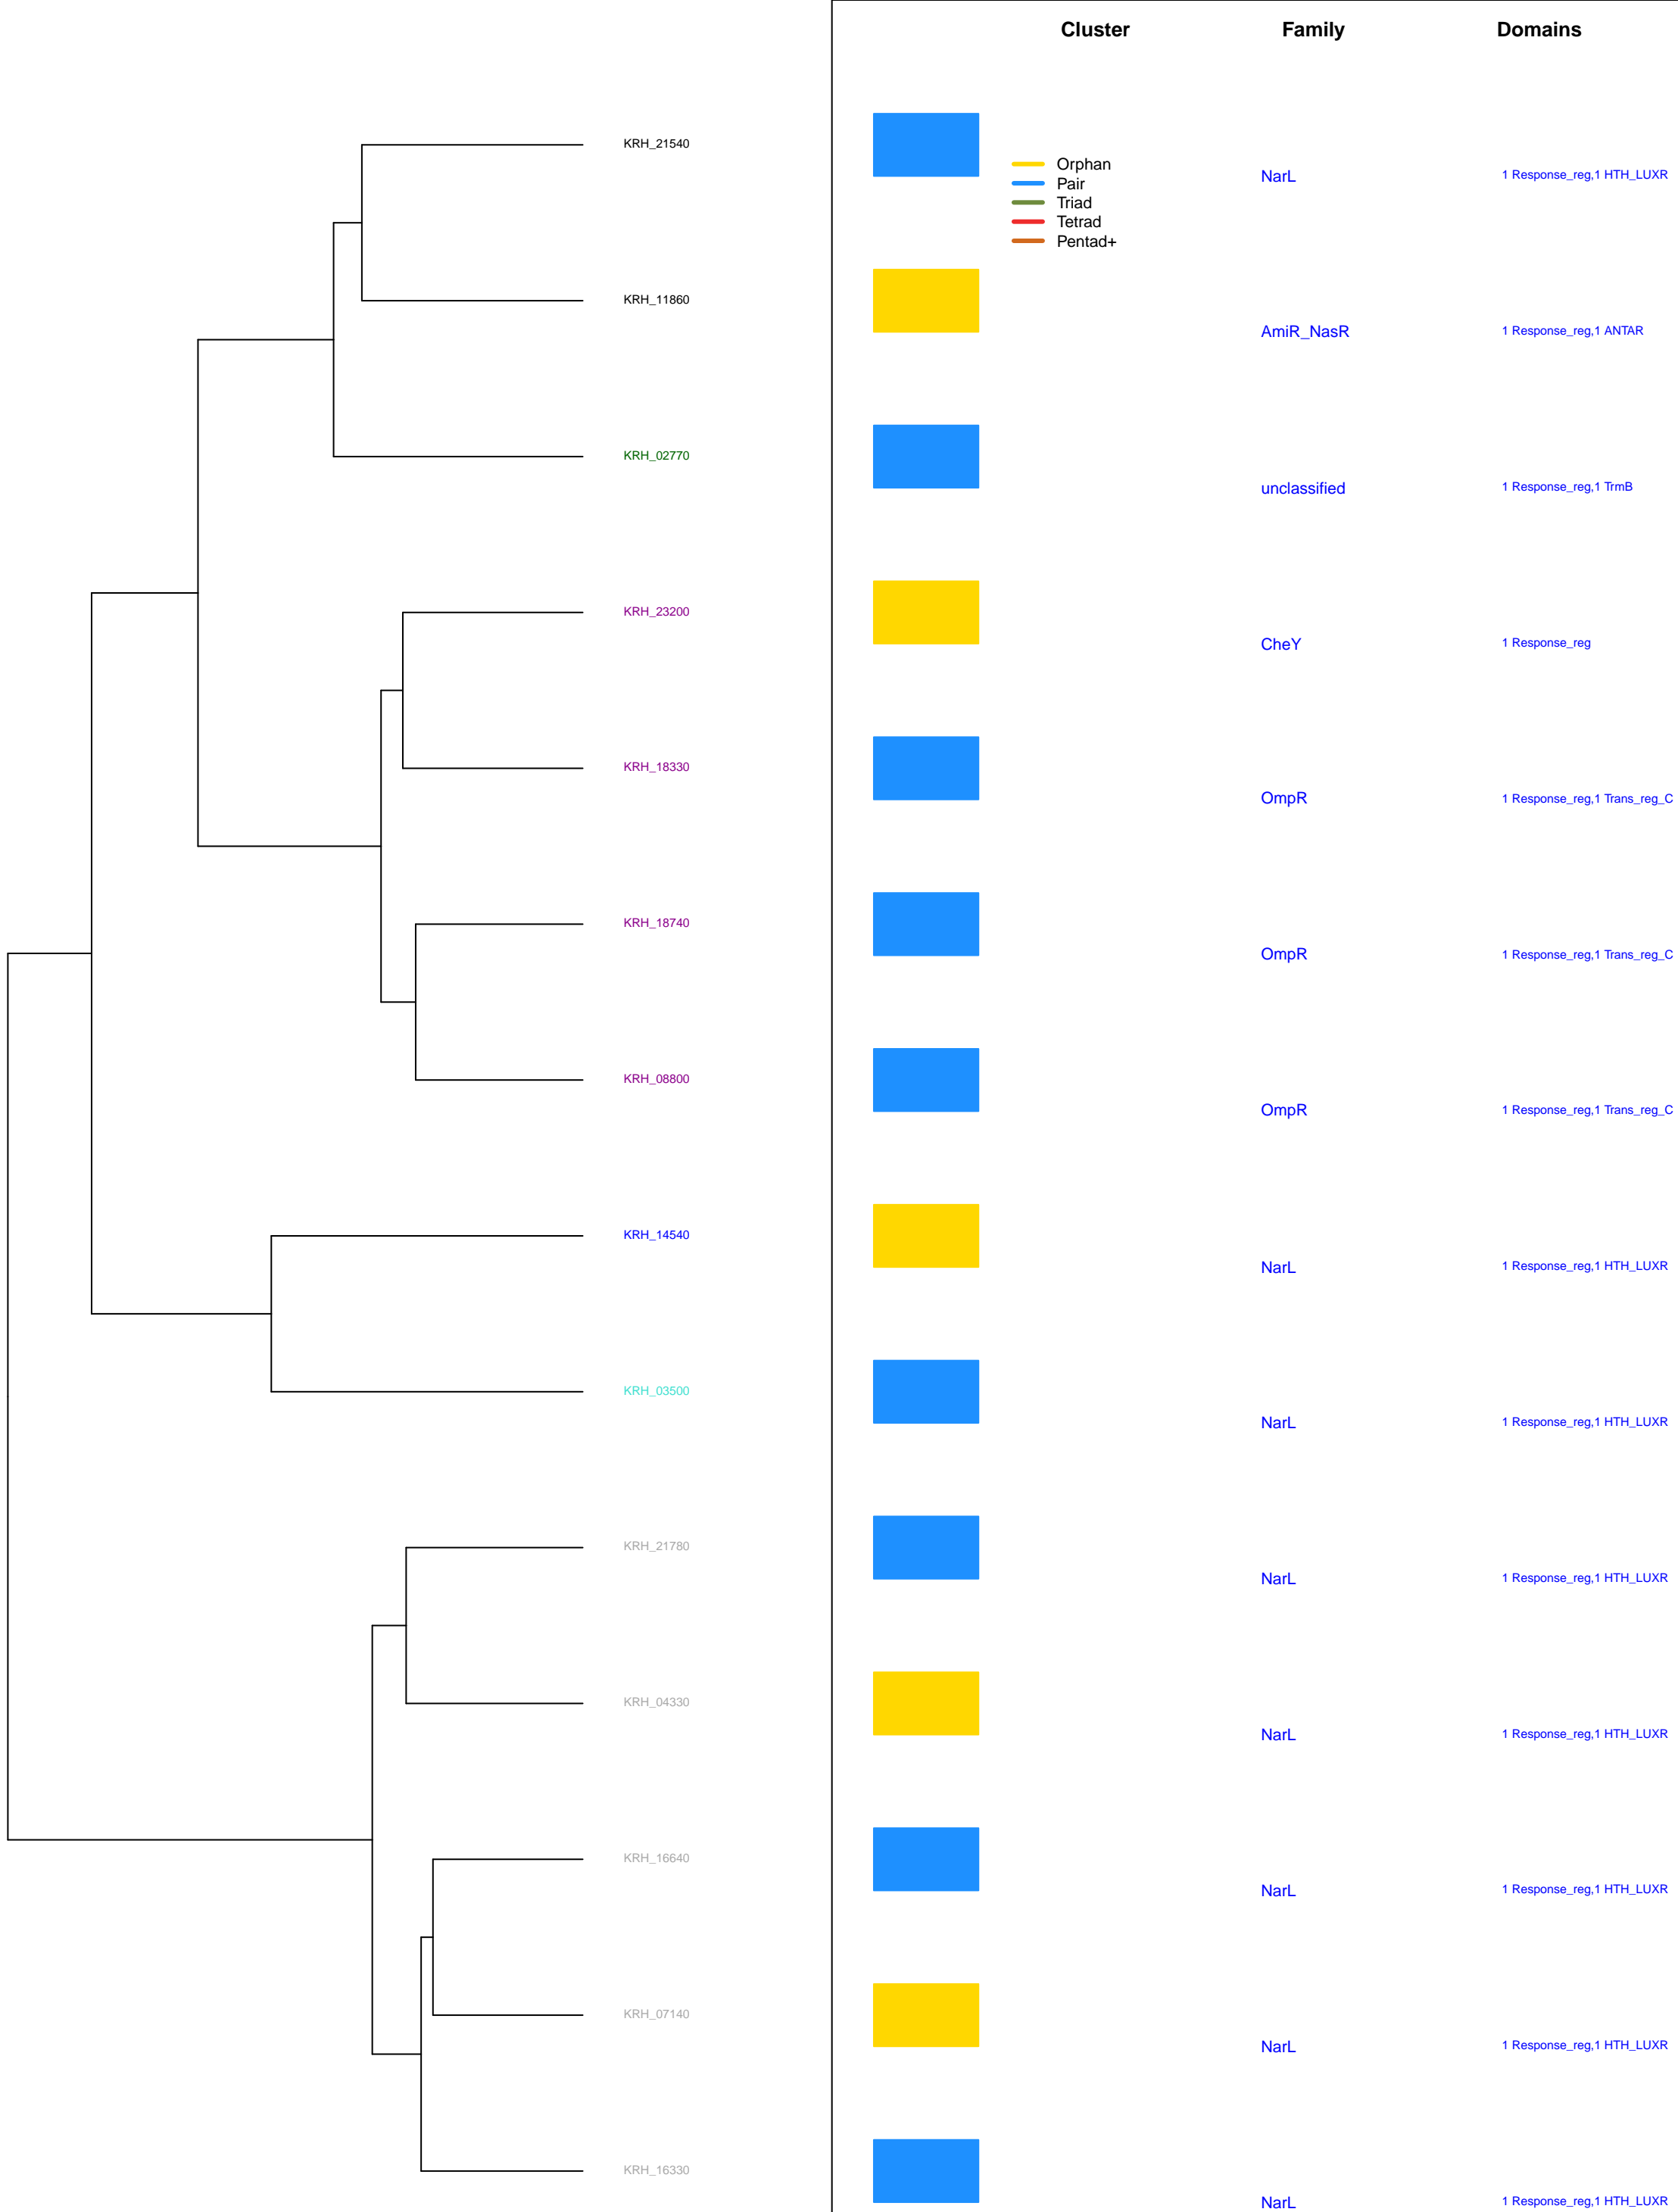 Cluster Family Domains
KRH_21540
Orphan
Pair
Triad
Tetrad
Pentad+
NarL 1 Response_reg,1 HTH_LUXR
KRH_11860
AmiR_NasR 1 Response_reg,1 ANTAR
KRH_02770
unclassified 1 Response_reg,1 TrmB
KRH_23200
CheY 1 Response_reg
KRH_18330
OmpR 1 Response_reg,1 Trans_reg_C
KRH_18740
OmpR 1 Response_reg,1 Trans_reg_C
KRH_08800
OmpR 1 Response_reg,1 Trans_reg_C
KRH_14540
NarL 1 Response_reg,1 HTH_LUXR
KRH_03500
NarL 1 Response_reg,1 HTH_LUXR
KRH_21780
NarL 1 Response_reg,1 HTH_LUXR
KRH_04330
NarL 1 Response_reg,1 HTH_LUXR
KRH_16640
NarL 1 Response_reg,1 HTH_LUXR
KRH_07140
NarL 1 Response_reg,1 HTH_LUXR
KRH_16330
NarL 1 Response_reg,1 HTH_LUXR